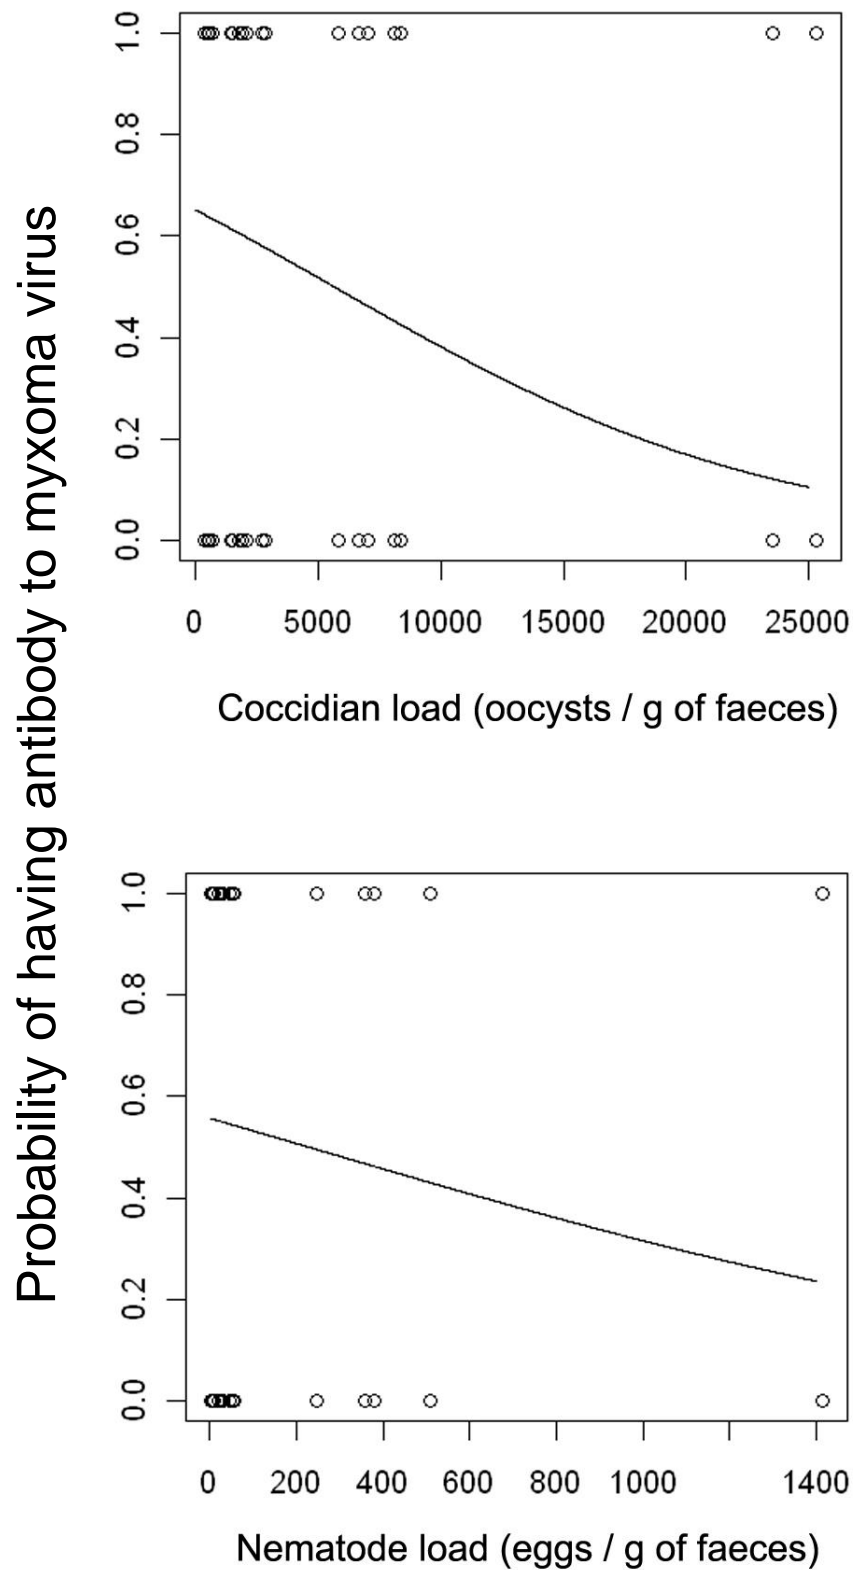 Probability of having antibody to myxoma virus
1.0
0.8
0.6
0.4
0.2
0.0
0 5000 10000 15000 20000 25000
Coccidian load (oocysts / g of faeces)
1.0
0.8
0.6
0.4
0.2
0.0
0 200 400 600 800 1000 1400
Nematode load (eggs / g of faeces)